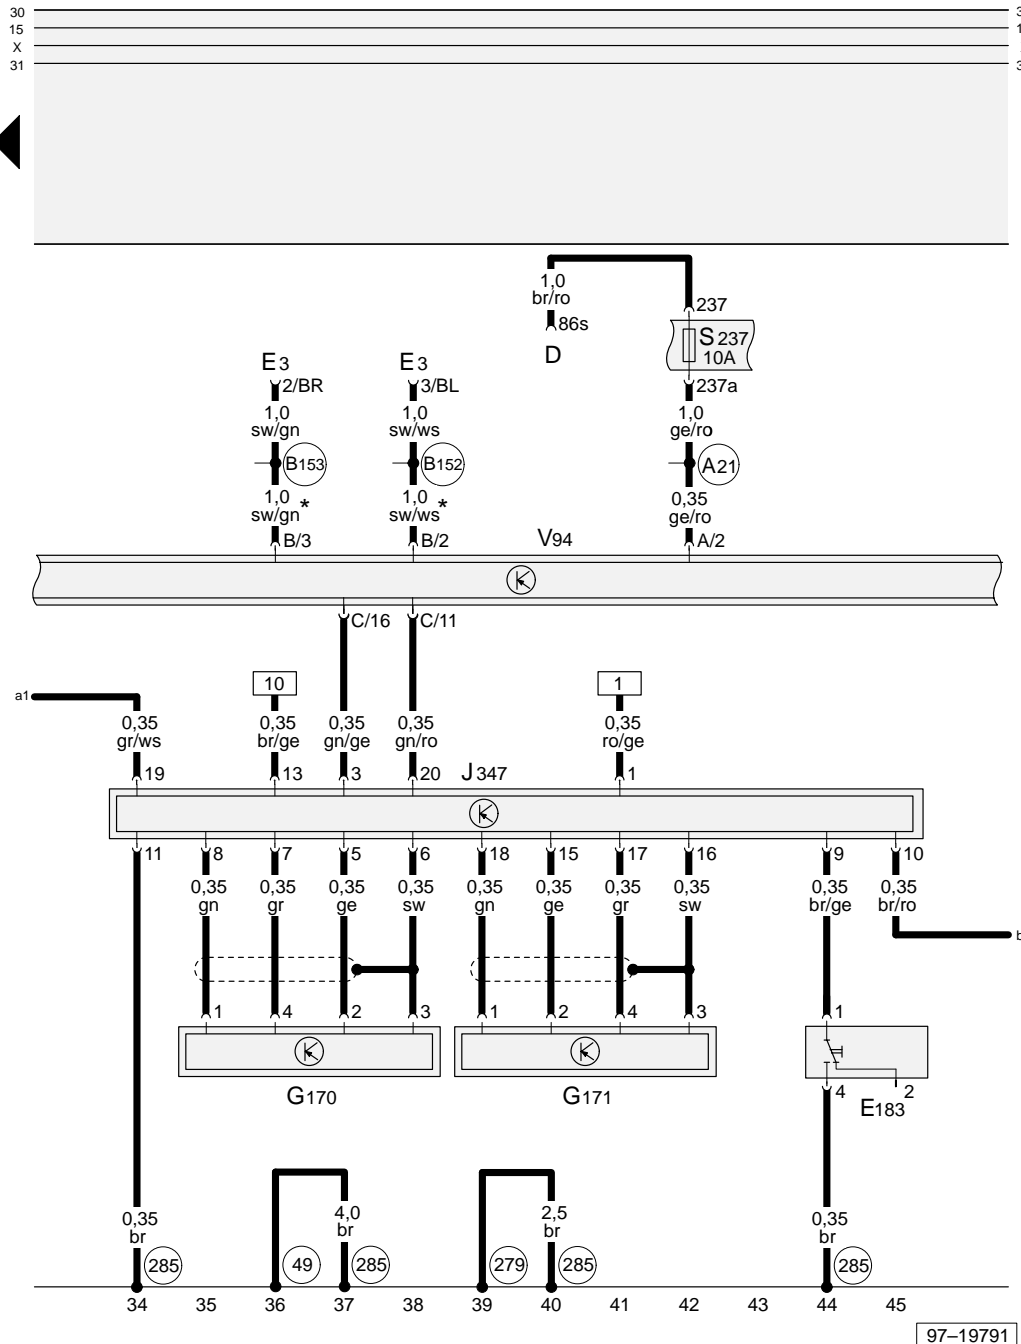 30
3
15
1
X
31
3
1,0
br/ro
86s
D
237
S 237
10A
237a
E3 E3
2/BR 3/BL
1,0 1,0 1,0
sw/gn sw/ws ge/ro
B153 B152 A21
1,0 1,0 0,35
sw/gn* sw/ws* ge/ro
B/3 B/2 V94 A/2
C/16 C/11
a1 10 1
0,35 0,35 0,35 0,35 0,35
gr/ws br/ge gn/ge gn/ro ro/ge
19 13 3 20 J347 1
11 8 7 5 6 18 15 17 16 9 10
0,35 0,35 0,35 0,35 0,35 0,35 0,35 0,35 0,35 0,35
gn gr ge sw gn ge gr sw br/ge br/ro
b
1 4 2 3 1 2 4 3 1
4 2
G170 G171 E183
4,0 2,5
br br
0,35 0,35
br br
285 49 285 279 285 285
34 35 36 37 38 39 40 41 42 43 44 45
97–19791